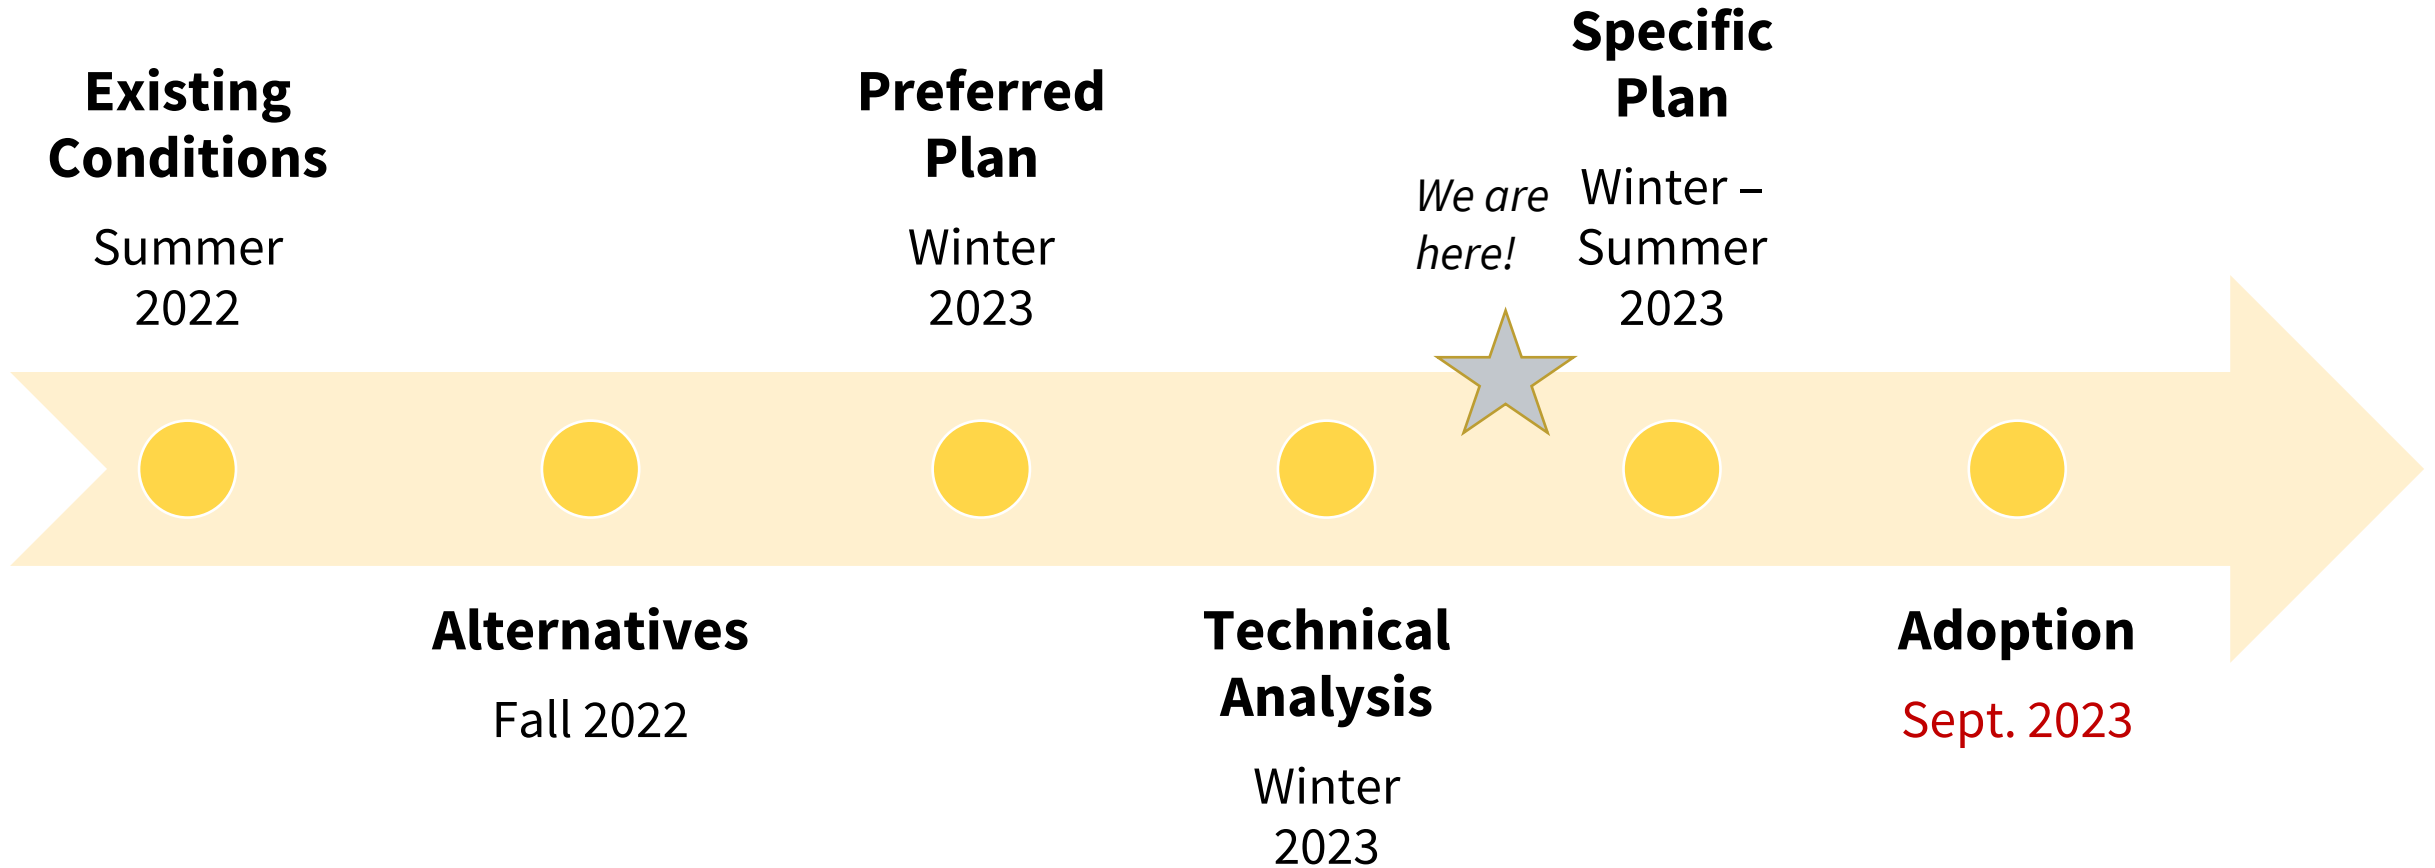 Existing
Conditions
Summer
2022
Alternatives
Fall 2022
Preferred
Plan
Winter
2023
Technical
Analysis
Winter
2023
We are
here!
Specific
Plan
Winter –
Summer
2023
Adoption
Sept. 2023